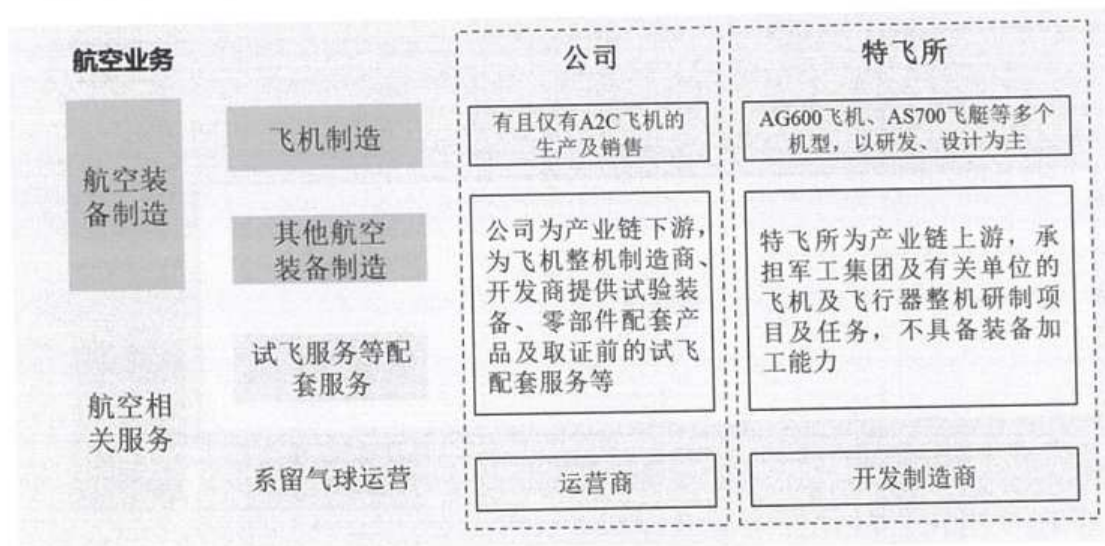 航空业务
公司
特飞所
航空装
备制造
飞机制造
有且仅有A2C飞机的
生产及销售
AG600飞机、AS700飞艇等多个
机型，以研发、设计为主
其他航空
装备制造
公司为产业链下游，
为飞机整机制造商、
开发商提供试验装
备、零部件配套产
品及取证前的试飞
配套服务等
特飞所为产业链上游，承
担军工集团及有关单位的
飞机及飞行器整机研制项
目及任务，不具备装备加
工能力
航空相
关服务
试飞服务等配
套服务
系留气球运营
运营商
开发制造商